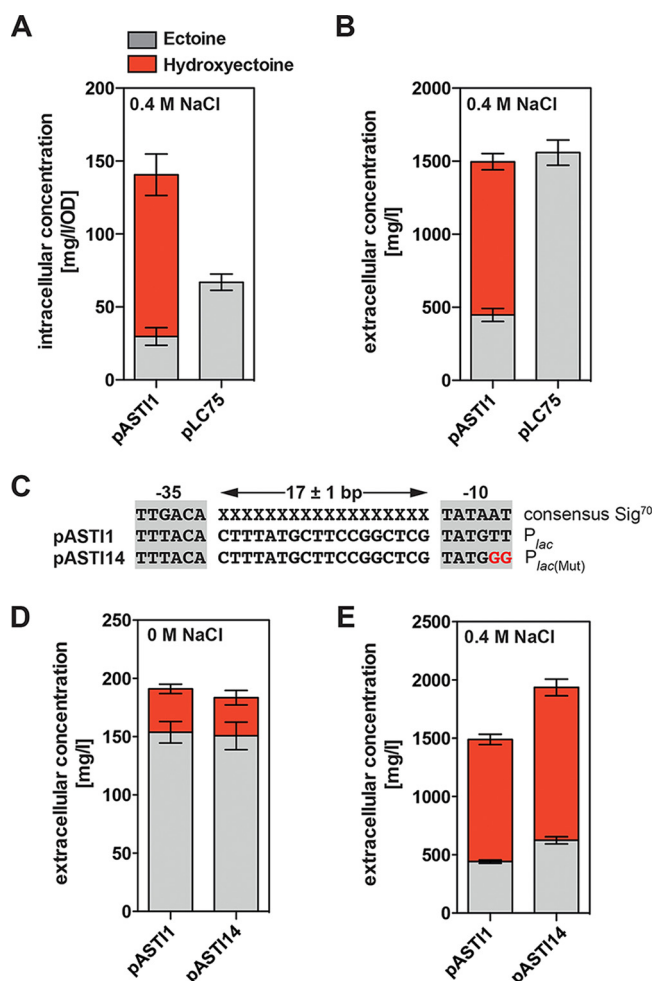 A
Ectoine
Hydroxyectoine
0.4 M NaCl
200
150
100
50
0
intracellular concentration
[mg/l/OD]
pASTI1
pLC75
B
0.4 M NaCl
2000
1500
1000
500
0
extracellular concentration
[mg/l]
pASTI1
pLC75
C
-35 17 ± 1 bp -10
TTGACA XXXXXXXXXXXXXXXXXX TATAAT consensus Sig70
pASTI1 TTTACA CTTTATGCTTCCGGCTCG TATGTT Plac
pASTI14 TTTACA CTTTATGCTTCCGGCTCG TATGGG Plac(Mut)
D
0 M NaCl
250
200
150
100
50
0
extracellular concentration
[mg/l]
pASTI1
pASTI14
E
0.4 M NaCl
2500
2000
1500
1000
500
0
extracellular concentration
[mg/l]
pASTI1
pASTI14